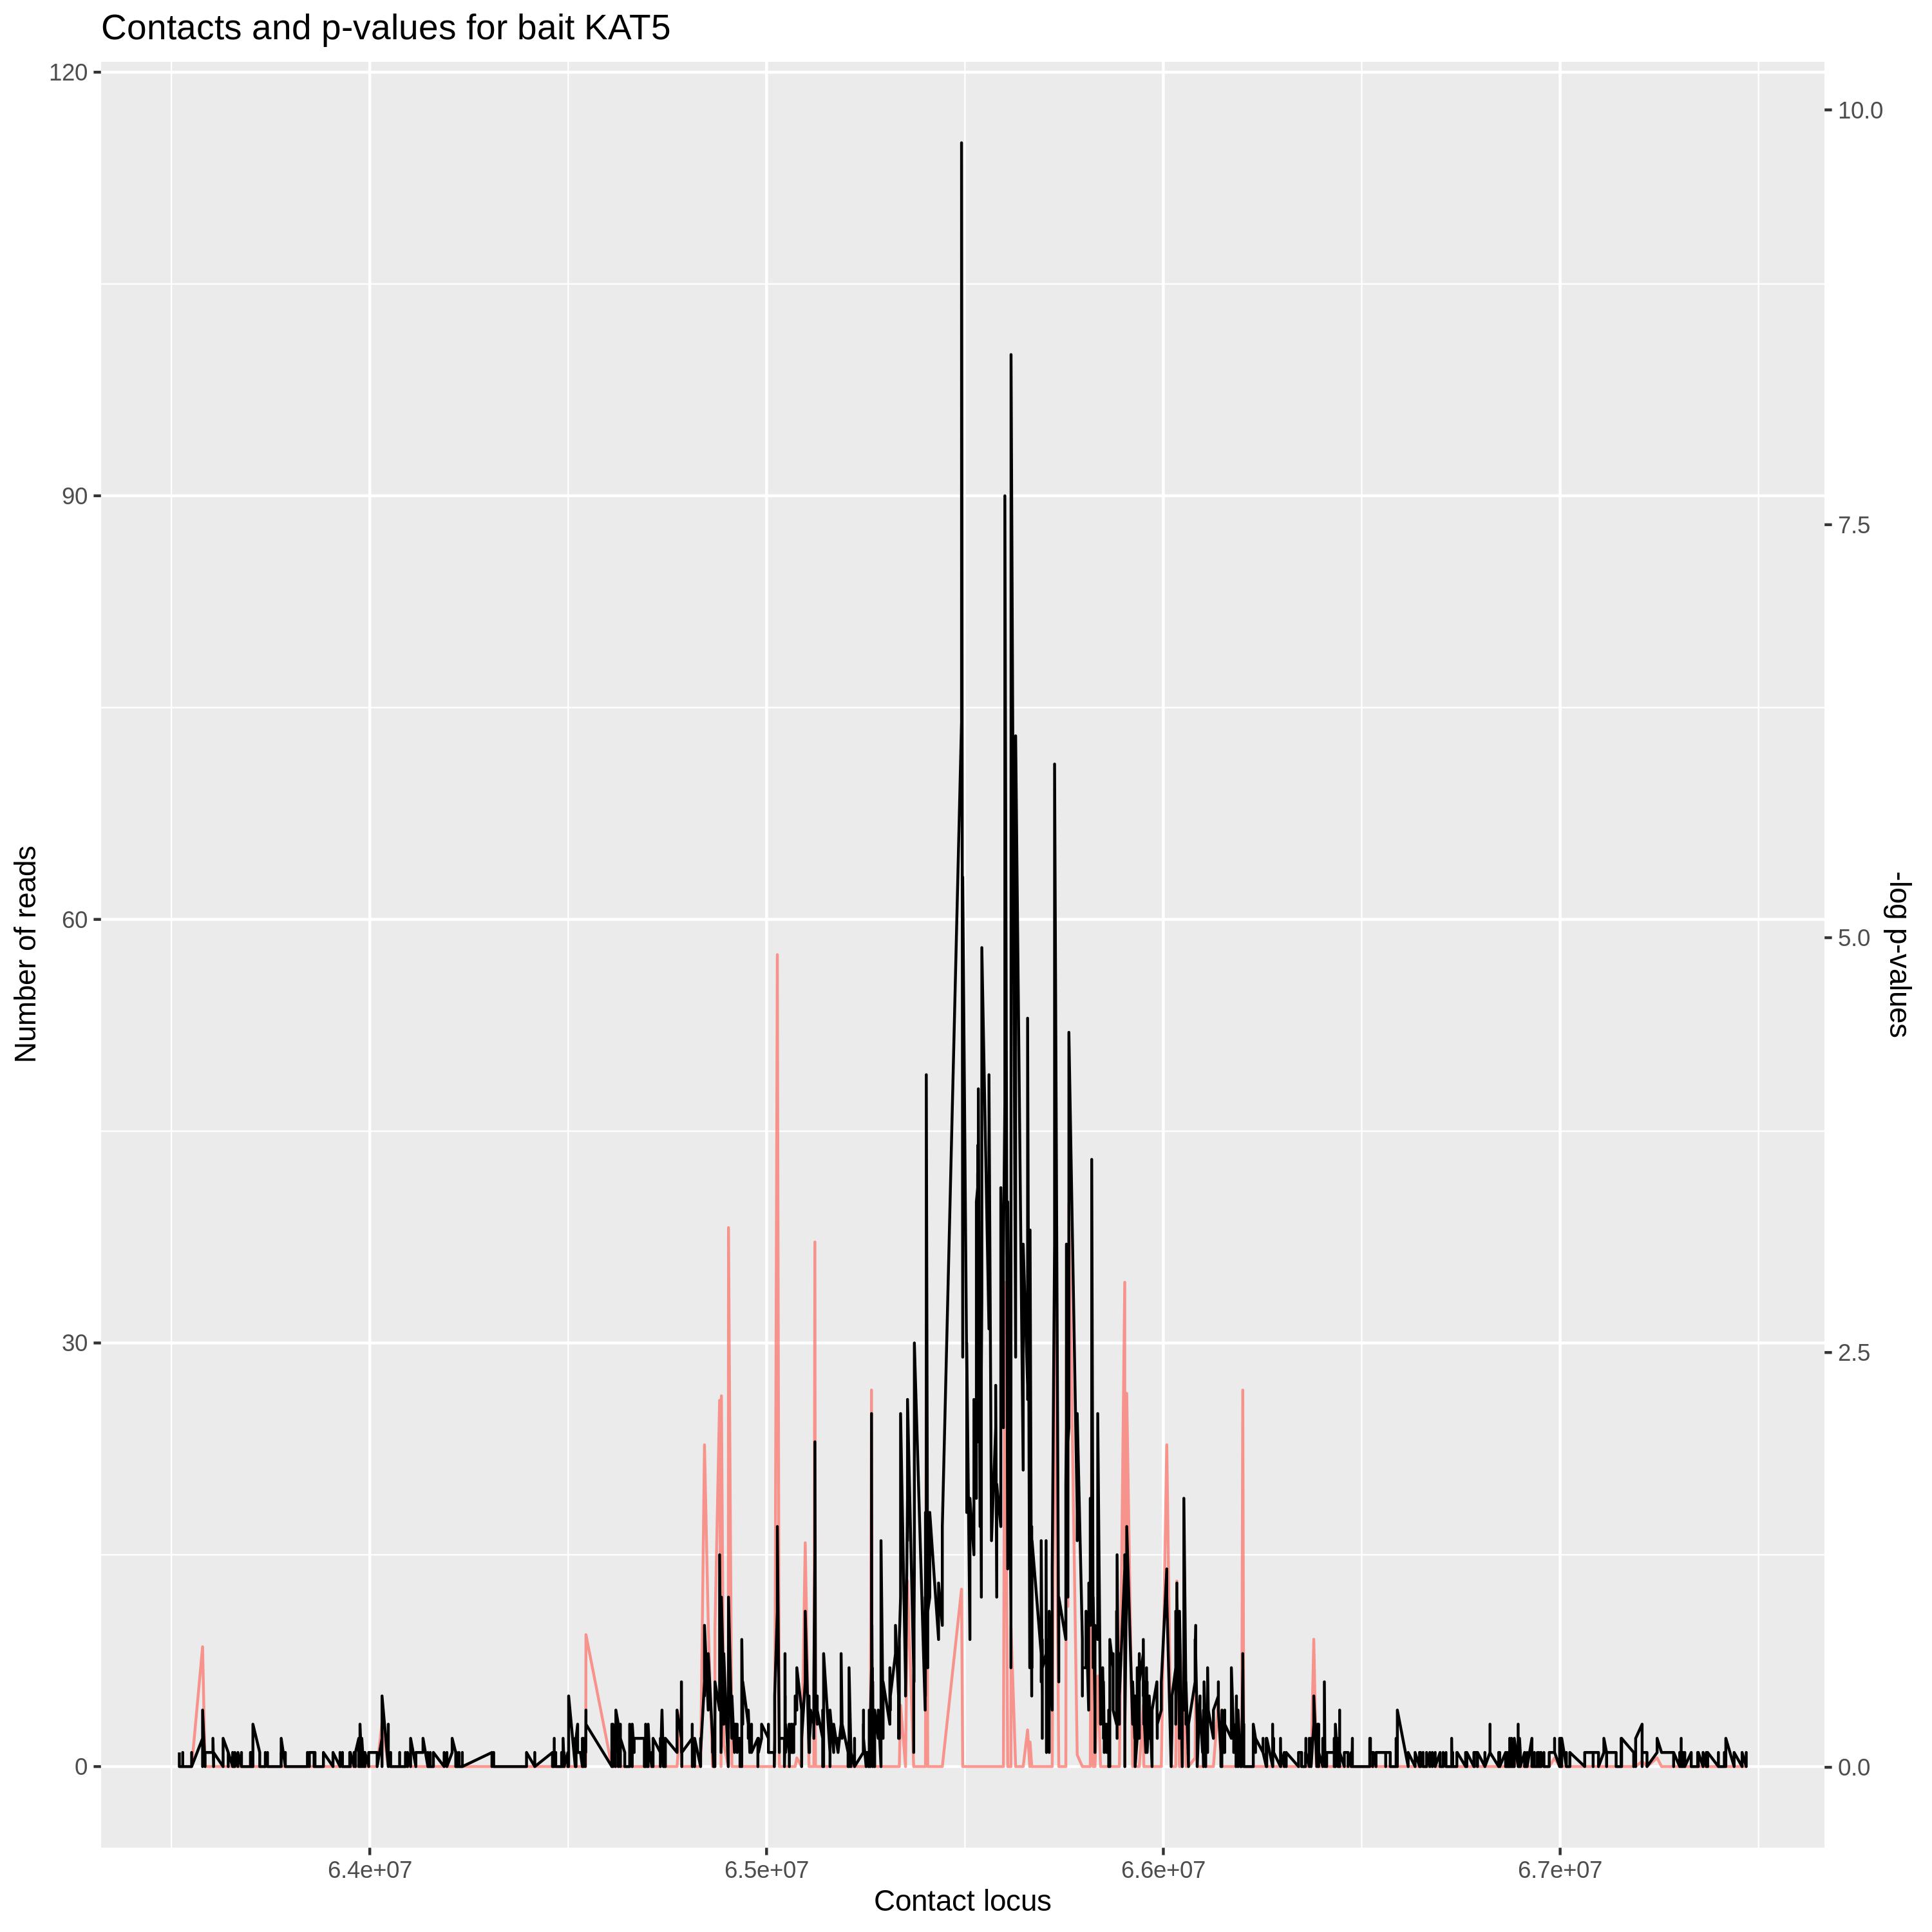 Contacts and p-values for bait KAT5
120
90
60
30
0
Number of reads
10.0
7.5
5.0
2.5
0.0
-log p-values
6.4e+07
6.5e+07
6.6e+07
6.7e+07
Contact locus